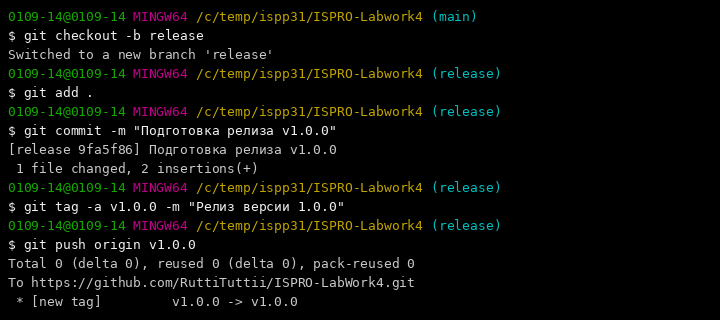 0109-14@0109-14 MINGW64 /c/temp/ispp31/ISPRO-Labwork4 (main)
$ git checkout -b release
Switched to a new branch 'release'
0109-14@0109-14 MINGW64 /c/temp/ispp31/ISPRO-Labwork4 (release)
$ git add .
0109-14@0109-14 MINGW64 /c/temp/ispp31/ISPRO-Labwork4 (release)
$ git commit -m "Подготовка релиза v1.0.0"
[release 9fa5f86] Подготовка релиза v1.0.0
 1 file changed, 2 insertions(+)
0109-14@0109-14 MINGW64 /c/temp/ispp31/ISPRO-Labwork4 (release)
$ git tag -a v1.0.0 -m "Релиз версии 1.0.0"
0109-14@0109-14 MINGW64 /c/temp/ispp31/ISPRO-Labwork4 (release)
$ git push origin v1.0.0
Total 0 (delta 0), reused 0 (delta 0), pack-reused 0
To https://github.com/RuttiTuttii/ISPRO-LabWork4.git
 * [new tag]         v1.0.0 -> v1.0.0